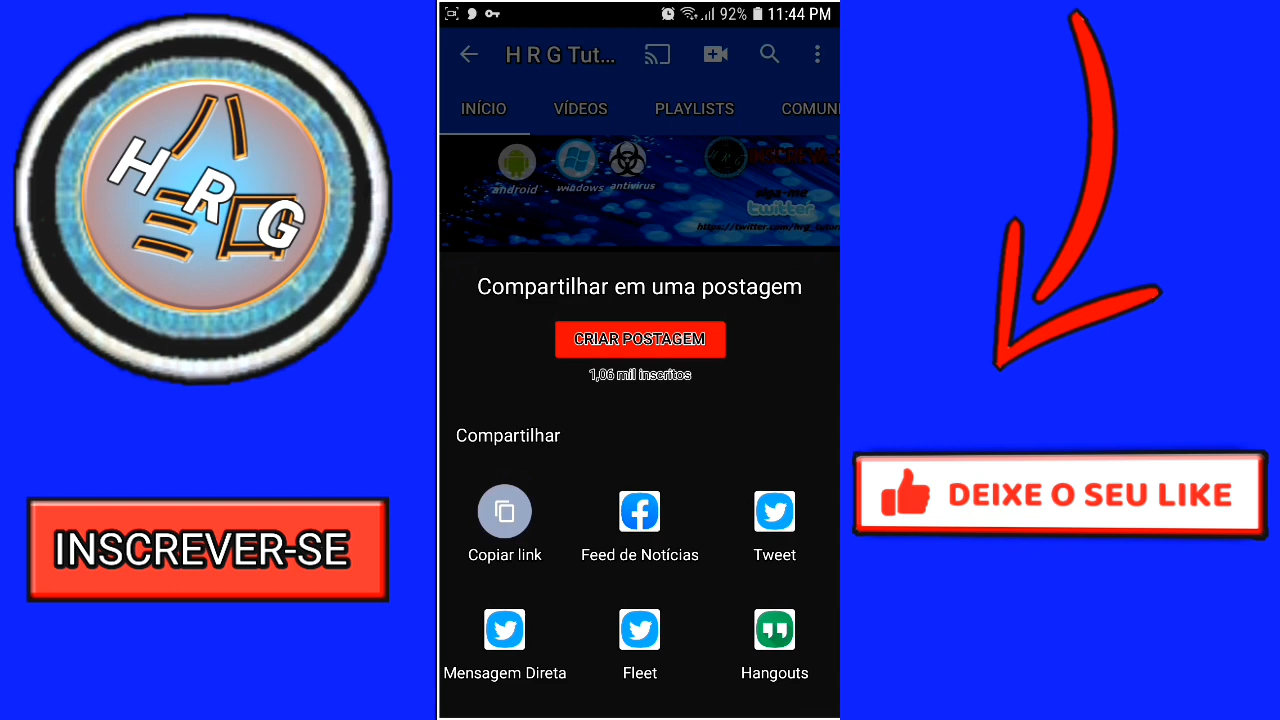 H R G
INSCREVER-SE
92% 11:44 PM
H R G Tut...
INÍCIO VÍDEOS PLAYLISTS COMUN
android windows antivirus
H R G
siga-me
twitter
Compartilhar em uma postagem
CRIAR POSTAGEM
1,06 mil inscritos
Compartilhar
Copiar link Feed de Notícias Tweet
Mensagem Direta Fleet Hangouts
DEIXE O SEU LIKE